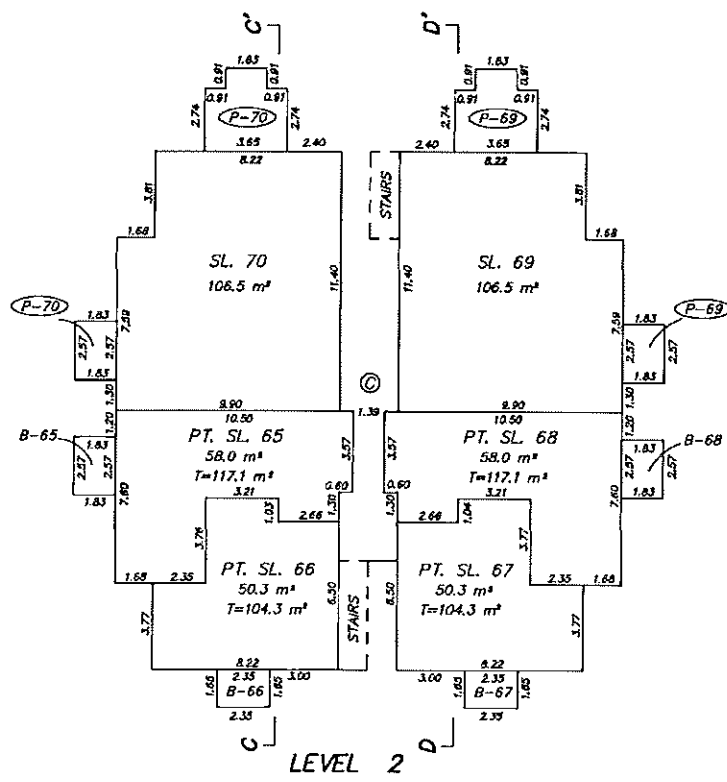 C'
D'
1.83
0.91
0.91
0.91
0.91
2.74
2.74
P-70
3.65
2.40
8.22
1.83
0.91
0.91
0.91
0.91
2.74
2.74
P-69
2.40
3.65
8.22
STAIRS
3.81
1.68
3.81
1.68
SL. 70
106.5 m²
11.40
SL. 69
106.5 m²
11.40
P-70
1.83
2.57
2.57
7.59
1.83
1.30
P-69
1.83
2.57
2.57
7.59
1.83
1.30
C
9.90
10.50
1.39
9.90
10.50
1.20
B-65
1.83
2.57
2.57
1.83
7.60
PT. SL. 65
58.0 m²
T=117.1 m²
3.57
0.60
1.30
3.21
1.03
2.66
3.76
1.68
2.35
PT. SL. 68
58.0 m²
T=117.1 m²
3.57
0.60
1.30
3.21
1.04
2.66
3.77
2.35
1.68
1.20
B-68
1.83
2.57
2.57
1.83
7.60
PT. SL. 66
50.3 m²
T=104.3 m²
3.77
6.50
STAIRS
PT. SL. 67
50.3 m²
T=104.3 m²
6.50
3.77
8.22
2.35
3.00
1.65
1.65
B-66
2.35
8.22
3.00
2.35
1.65
1.65
B-67
2.35
C
D
LEVEL 2